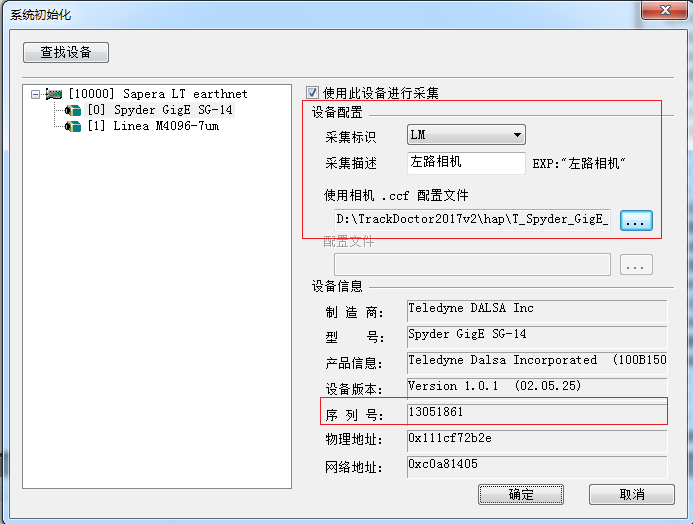 系统初始化
查找设备
[10000] Sapera LT earthnet
[0] Spyder GigE SG-14
[1] Linea M4096-7um
使用此设备进行采集
设备配置
采集标识 LM
采集描述 左路相机 EXP:"左路相机"
使用相机 .ccf 配置文件
D:\TrackDoctor2017v2\hap\T_Spyder_GigE_ ...
配置文件
...
设备信息
制 造 商: Teledyne DALSA Inc
型 号: Spyder GigE SG-14
产品信息: Teledyne Dalsa Incorporated (100B150
设备版本: Version 1.0.1 (02.05.25)
序 列 号: 13051861
物理地址: 0x111cf72b2e
网络地址: 0xc0a81405
确定 取消